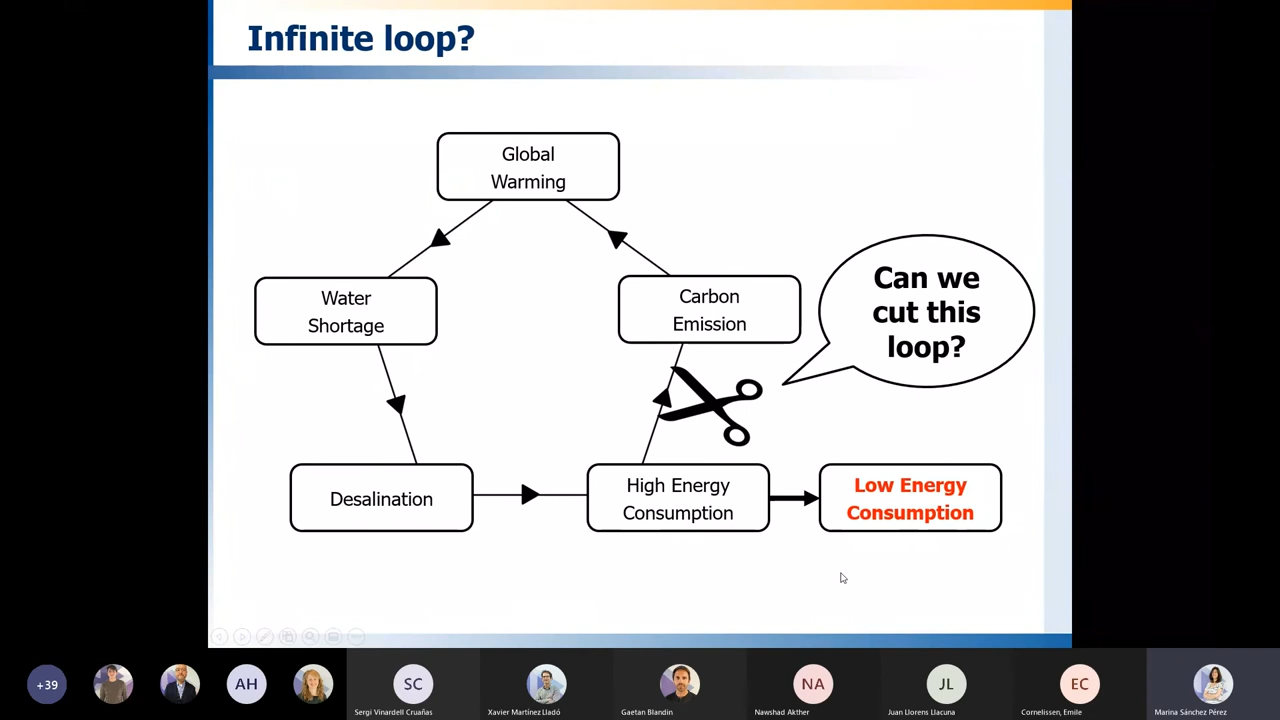 Infinite loop?
Global
Warming
Water
Shortage
Carbon
Emission
Can we
cut this
loop?
Desalination
High Energy
Consumption
Low Energy
Consumption
+39
AH
SC
NA
JL
EC
Sergi Vinardell Cruañas
Xavier Martínez Lladó
Gaetan Blandin
Nawshad Akther
Juan Llorens Llacuna
Cornelissen, Emile
Marina Sánchez Pérez